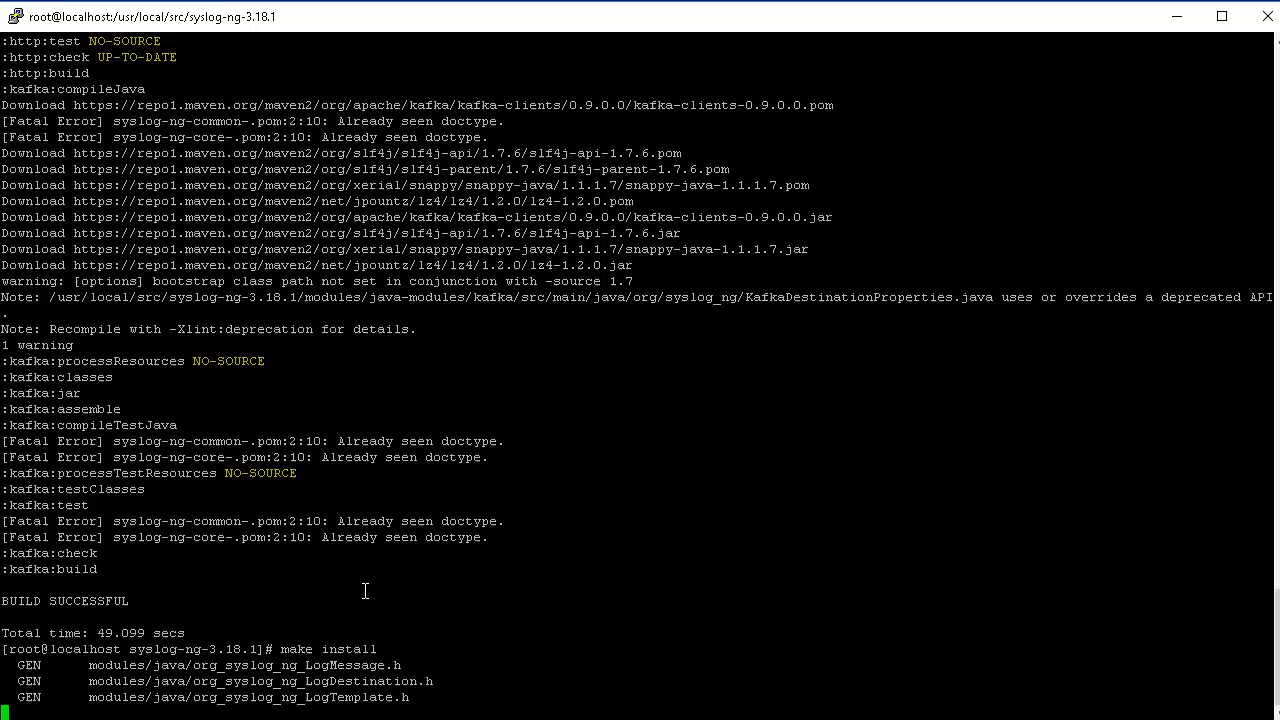 root@localhost:/usr/local/src/syslog-ng-3.18.1
:http:test NO-SOURCE
:http:check UP-TO-DATE
:http:build
:kafka:compileJava
Download https://repo1.maven.org/maven2/org/apache/kafka/kafka-clients/0.9.0.0/kafka-clients-0.9.0.0.pom
[Fatal Error] syslog-ng-common-.pom:2:10: Already seen doctype.
[Fatal Error] syslog-ng-core-.pom:2:10: Already seen doctype.
Download https://repo1.maven.org/maven2/org/slf4j/slf4j-api/1.7.6/slf4j-api-1.7.6.pom
Download https://repo1.maven.org/maven2/org/slf4j/slf4j-parent/1.7.6/slf4j-parent-1.7.6.pom
Download https://repo1.maven.org/maven2/org/xerial/snappy/snappy-java/1.1.1.7/snappy-java-1.1.1.7.pom
Download https://repo1.maven.org/maven2/net/jpountz/lz4/lz4/1.2.0/lz4-1.2.0.pom
Download https://repo1.maven.org/maven2/org/apache/kafka/kafka-clients/0.9.0.0/kafka-clients-0.9.0.0.jar
Download https://repo1.maven.org/maven2/org/slf4j/slf4j-api/1.7.6/slf4j-api-1.7.6.jar
Download https://repo1.maven.org/maven2/org/xerial/snappy/snappy-java/1.1.1.7/snappy-java-1.1.1.7.jar
Download https://repo1.maven.org/maven2/net/jpountz/lz4/lz4/1.2.0/lz4-1.2.0.jar
warning: [options] bootstrap class path not set in conjunction with -source 1.7
Note: /usr/local/src/syslog-ng-3.18.1/modules/java-modules/kafka/src/main/java/org/syslog_ng/KafkaDestinationProperties.java uses or overrides a deprecated API
.
Note: Recompile with -Xlint:deprecation for details.
1 warning
:kafka:processResources NO-SOURCE
:kafka:classes
:kafka:jar
:kafka:assemble
:kafka:compileTestJava
[Fatal Error] syslog-ng-common-.pom:2:10: Already seen doctype.
[Fatal Error] syslog-ng-core-.pom:2:10: Already seen doctype.
:kafka:processTestResources NO-SOURCE
:kafka:testClasses
:kafka:test
[Fatal Error] syslog-ng-common-.pom:2:10: Already seen doctype.
[Fatal Error] syslog-ng-core-.pom:2:10: Already seen doctype.
:kafka:check
:kafka:build
BUILD SUCCESSFUL
Total time: 49.099 secs
[root@localhost syslog-ng-3.18.1]# make install
GEN modules/java/org_syslog_ng_LogMessage.h
GEN modules/java/org_syslog_ng_LogDestination.h
GEN modules/java/org_syslog_ng_LogTemplate.h